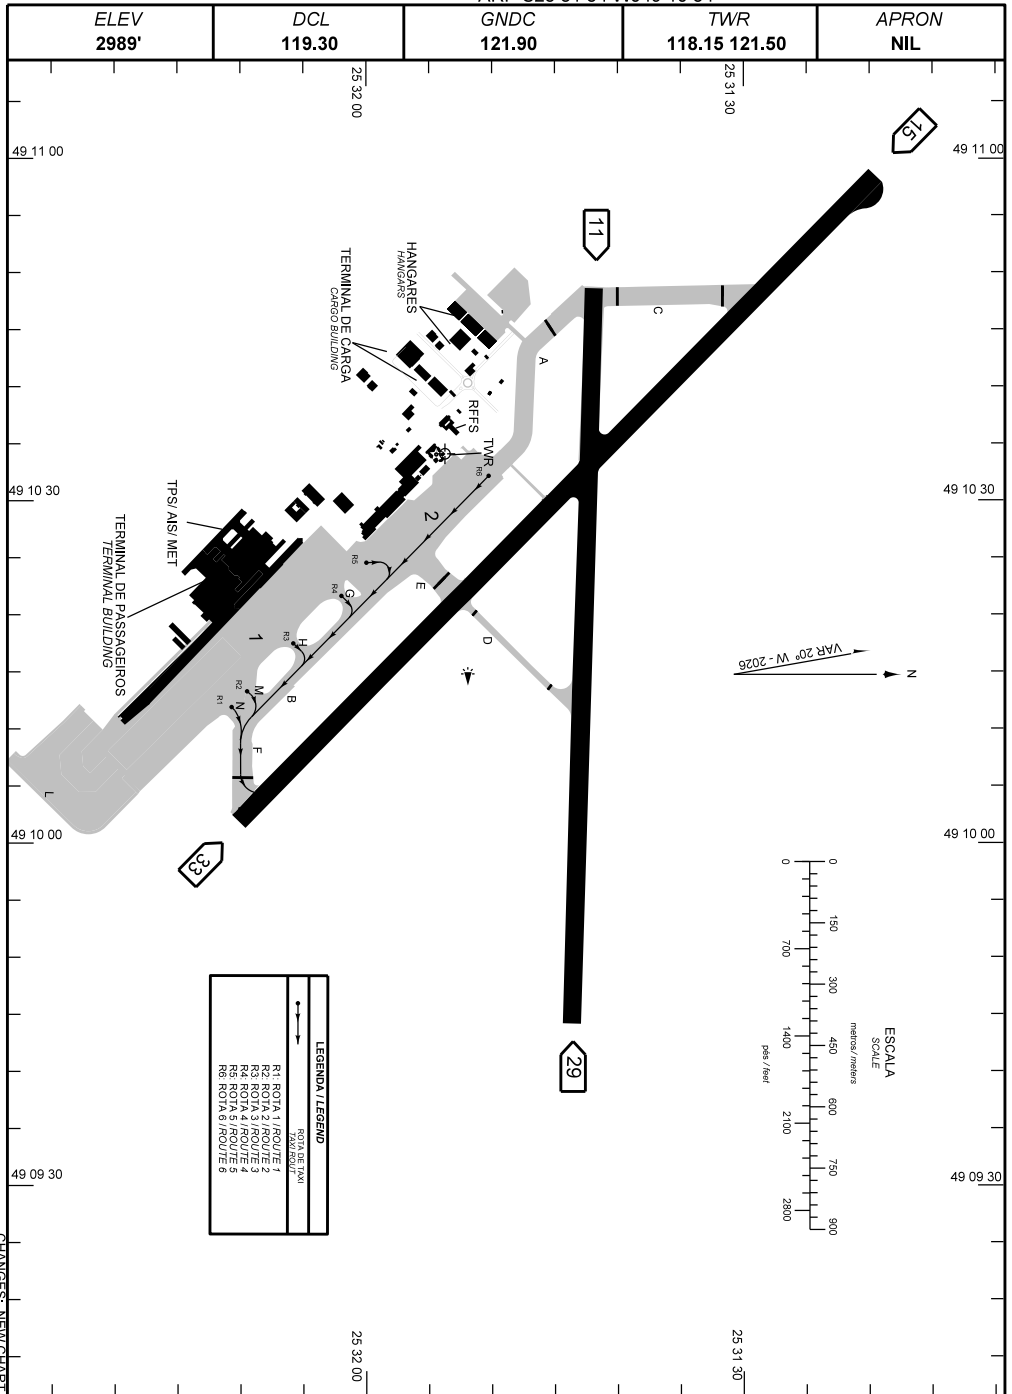 ELEV
2989'
DCL
119.30
GNDC
121.90
TWR
118.15 121.50
APRON
NIL
25 32 00
25 31 30
49 11 00
49 11 00
15
11
HANGARES
HANGARS
TERMINAL DE CARGA
CARGO BUILDING
C
A
RFFS
TWR
R6
49 10 30
49 10 30
TPS/ AIS/ MET
TERMINAL DE PASSAGEIROS
TERMINAL BUILDING
2
R5
E
R4
G
D
1
R3
H
R2
M
B
R1
N
F
L
VAR 20° W - 2026
N
49 10 00
49 10 00
33
29
0
150
300
450
600
750
900
0
700
1400
2100
2800
ESCALA
SCALE
metros/meters
pés / feet
LEGENDA / LEGEND
ROTA DE TAXI
TAXI ROUT
R1: ROTA 1 / ROUTE 1
R2: ROTA 2 / ROUTE 2
R3: ROTA 3 / ROUTE 3
R4: ROTA 4 / ROUTE 4
R5: ROTA 5 / ROUTE 5
R6: ROTA 6 / ROUTE 6
49 09 30
49 09 30
25 32 00
25 31 30
CHANGES: NEW CHART